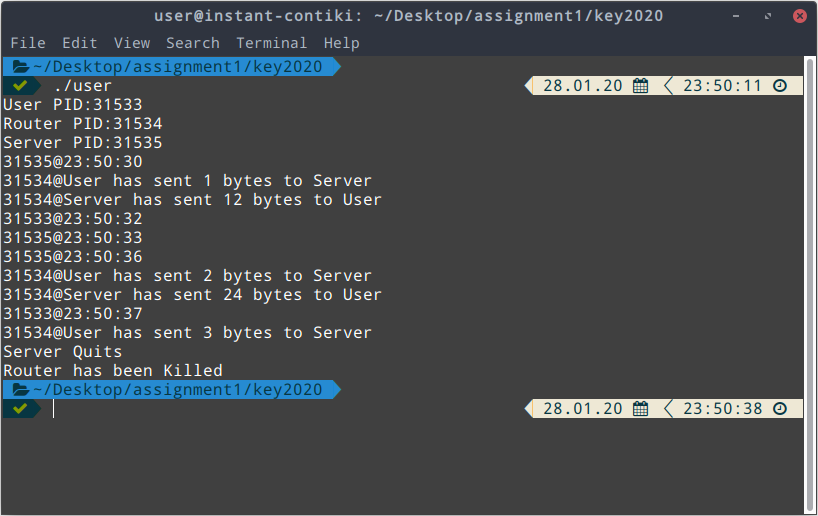 user@instant-contiki: ~/Desktop/assignment1/key2020
File Edit View Search Terminal Help
~/Desktop/assignment1/key2020
./user 28.01.20 23:50:11
User PID:31533
Router PID:31534
Server PID:31535
31535@23:50:30
31534@User has sent 1 bytes to Server
31534@Server has sent 12 bytes to User
31533@23:50:32
31535@23:50:33
31535@23:50:36
31534@User has sent 2 bytes to Server
31534@Server has sent 24 bytes to User
31533@23:50:37
31534@User has sent 3 bytes to Server
Server Quits
Router has been Killed
~/Desktop/assignment1/key2020
28.01.20 23:50:38